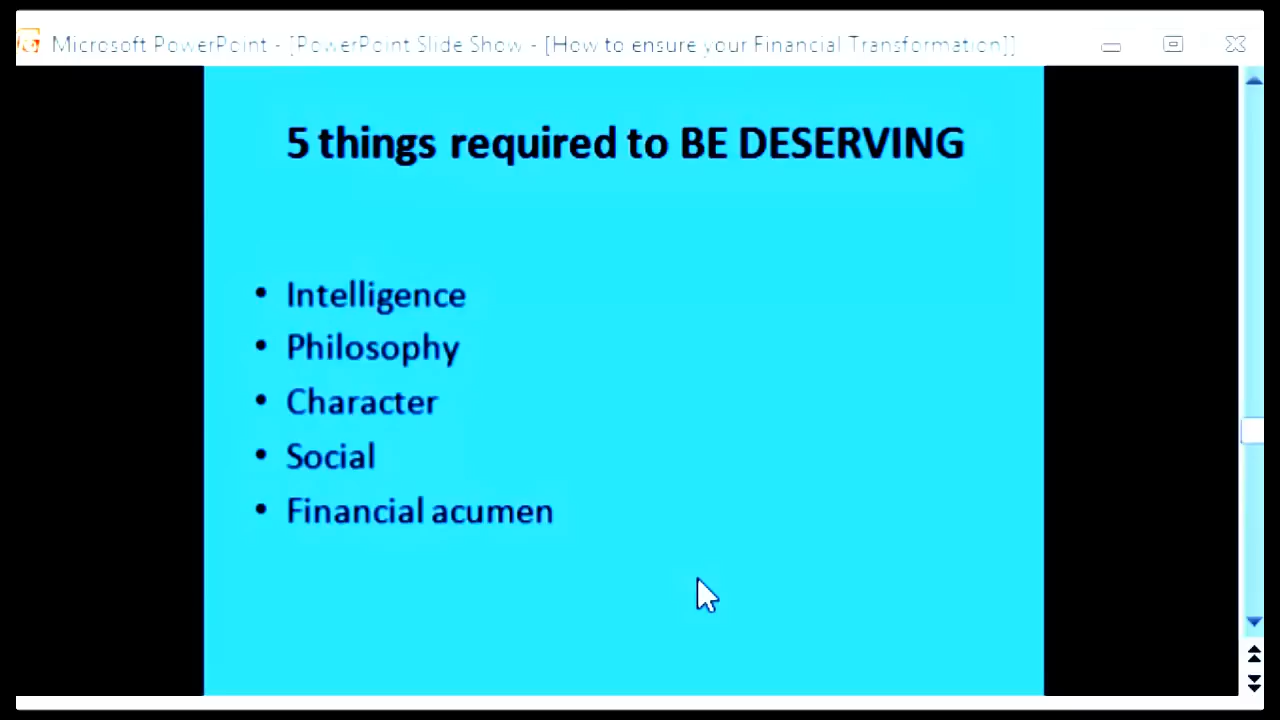 Microsoft PowerPoint - [PowerPoint Slide Show - [How to ensure your Financial Transformation]]
5 things required to BE DESERVING
• Intelligence
• Philosophy
• Character
• Social
• Financial acumen